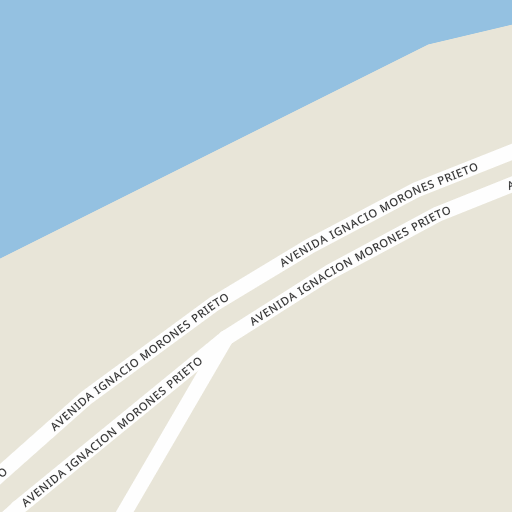 AVENIDA IGNACIO MORONES PRIETO
AVENIDA IGNACION MORONES PRIETO
AVENIDA IGNACIO MORONES PRIETO
AVENIDA IGNACION MORONES PRIETO
A
O